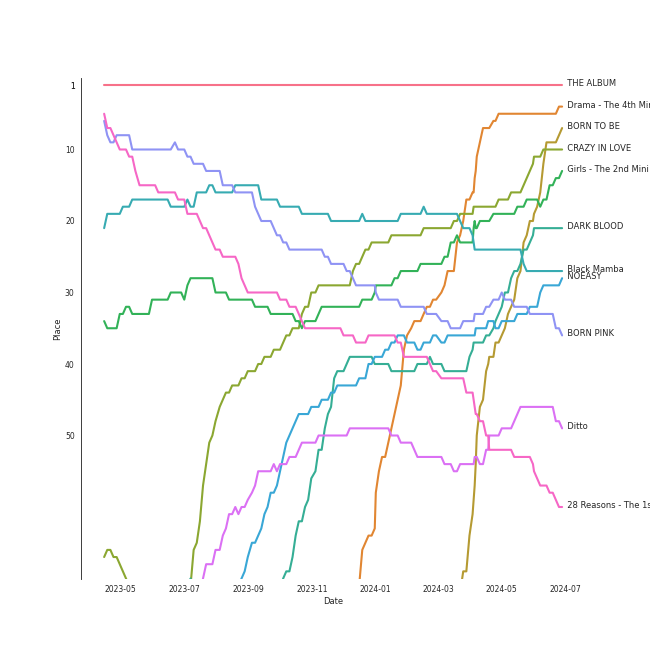 THE ALBUM
Drama - The 4th Mi
BORN TO BE
CRAZY IN LOVE
Girls - The 2nd Mini
DARK BLOOD
Black Mamba
NOEASY
BORN PINK
Ditto
28 Reasons - The 1s
1
10
20
30
40
50
Place
2023-05
2023-07
2023-09
2023-11
2024-01
2024-03
2024-05
2024-07
Date